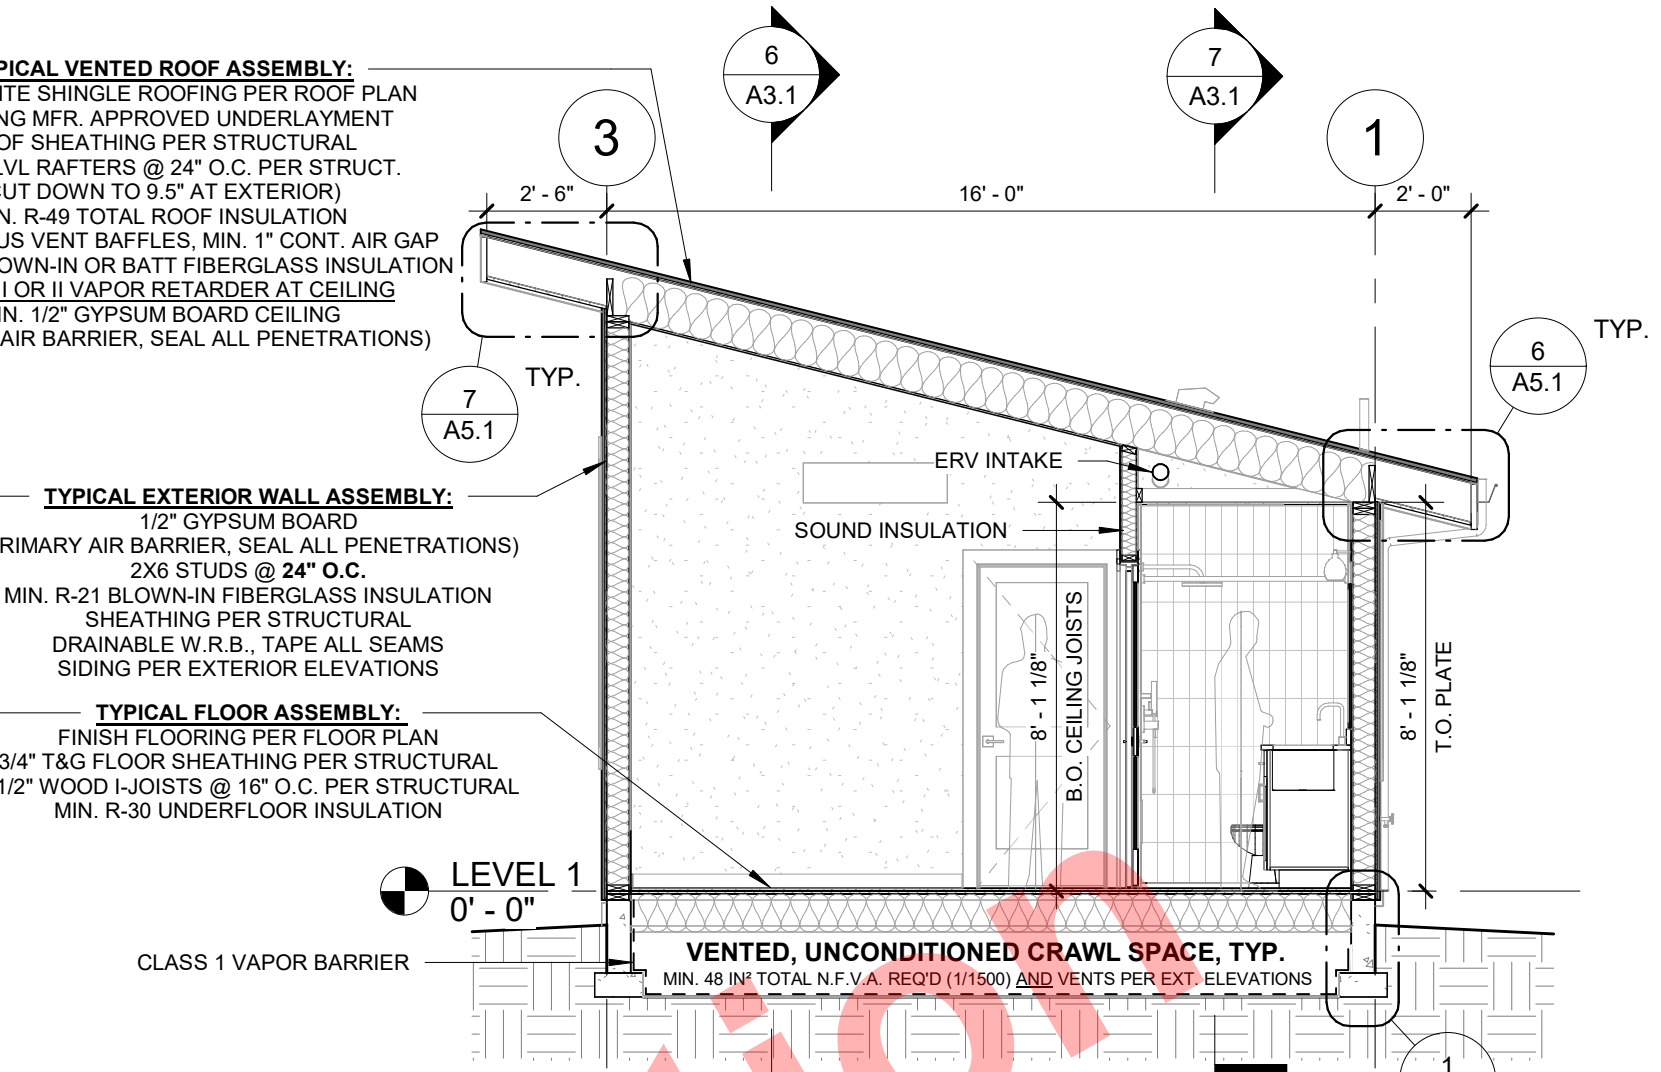 PICAL VENTED ROOF ASSEMBLY:
ITE SHINGLE ROOFING PER ROOF PLAN
NG MFR. APPROVED UNDERLAYMENT
OF SHEATHING PER STRUCTURAL
LVL RAFTERS @ 24" O.C. PER STRUCT.
CUT DOWN TO 9.5" AT EXTERIOR)
N. R-49 TOTAL ROOF INSULATION
US VENT BAFFLES, MIN. 1" CONT. AIR GAP
OWN-IN OR BATT FIBERGLASS INSULATION
I OR II VAPOR RETARDER AT CEILING
IN. 1/2" GYPSUM BOARD CEILING
AIR BARRIER, SEAL ALL PENETRATIONS)
6
A3.1
7
A3.1
3
1
2' - 6"
16' - 0"
2' - 0"
TYP.
7
A5.1
TYP.
6
A5.1
TYPICAL EXTERIOR WALL ASSEMBLY:
1/2" GYPSUM BOARD
RIMARY AIR BARRIER, SEAL ALL PENETRATIONS)
2X6 STUDS @ 24" O.C.
MIN. R-21 BLOWN-IN FIBERGLASS INSULATION
SHEATHING PER STRUCTURAL
DRAINABLE W.R.B., TAPE ALL SEAMS
SIDING PER EXTERIOR ELEVATIONS
ERV INTAKE
SOUND INSULATION
8' - 1 1/8"
B.O. CEILING JOISTS
8' - 1 1/8"
T.O. PLATE
TYPICAL FLOOR ASSEMBLY:
FINISH FLOORING PER FLOOR PLAN
3/4" T&G FLOOR SHEATHING PER STRUCTURAL
1/2" WOOD I-JOISTS @ 16" O.C. PER STRUCTURAL
MIN. R-30 UNDERFLOOR INSULATION
LEVEL 1
0' - 0"
CLASS 1 VAPOR BARRIER
VENTED, UNCONDITIONED CRAWL SPACE, TYP.
MIN. 48 IN² TOTAL N.F.V.A. REQ'D (1/1500) AND VENTS PER EXT. ELEVATIONS
1
ion